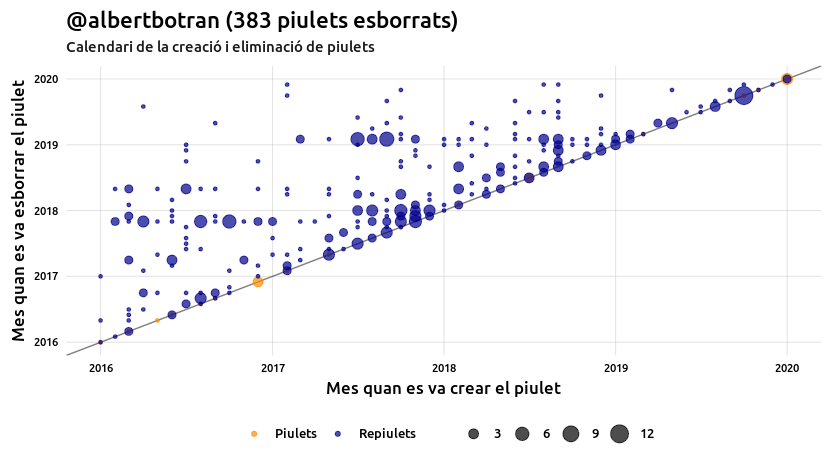 @albertbotran (383 piulets esborrats)
Calendari de la creació i eliminació de piulets
Mes quan es va esborrar el piulet
2020
2019
2018
2017
2016
2016 2017 2018 2019 2020
Mes quan es va crear el piulet
Piulets Repiulets 3 6 9 12